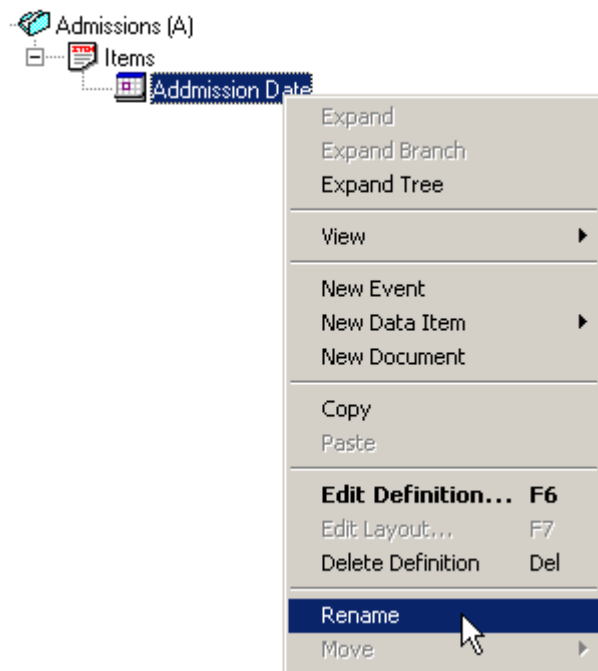 Admissions (A)
Items
Addmission Date
Expand
Expand Branch
Expand Tree
View
New Event
New Data Item
New Document
Copy
Paste
Edit Definition... F6
Edit Layout... F7
Delete Definition Del
Rename
Move